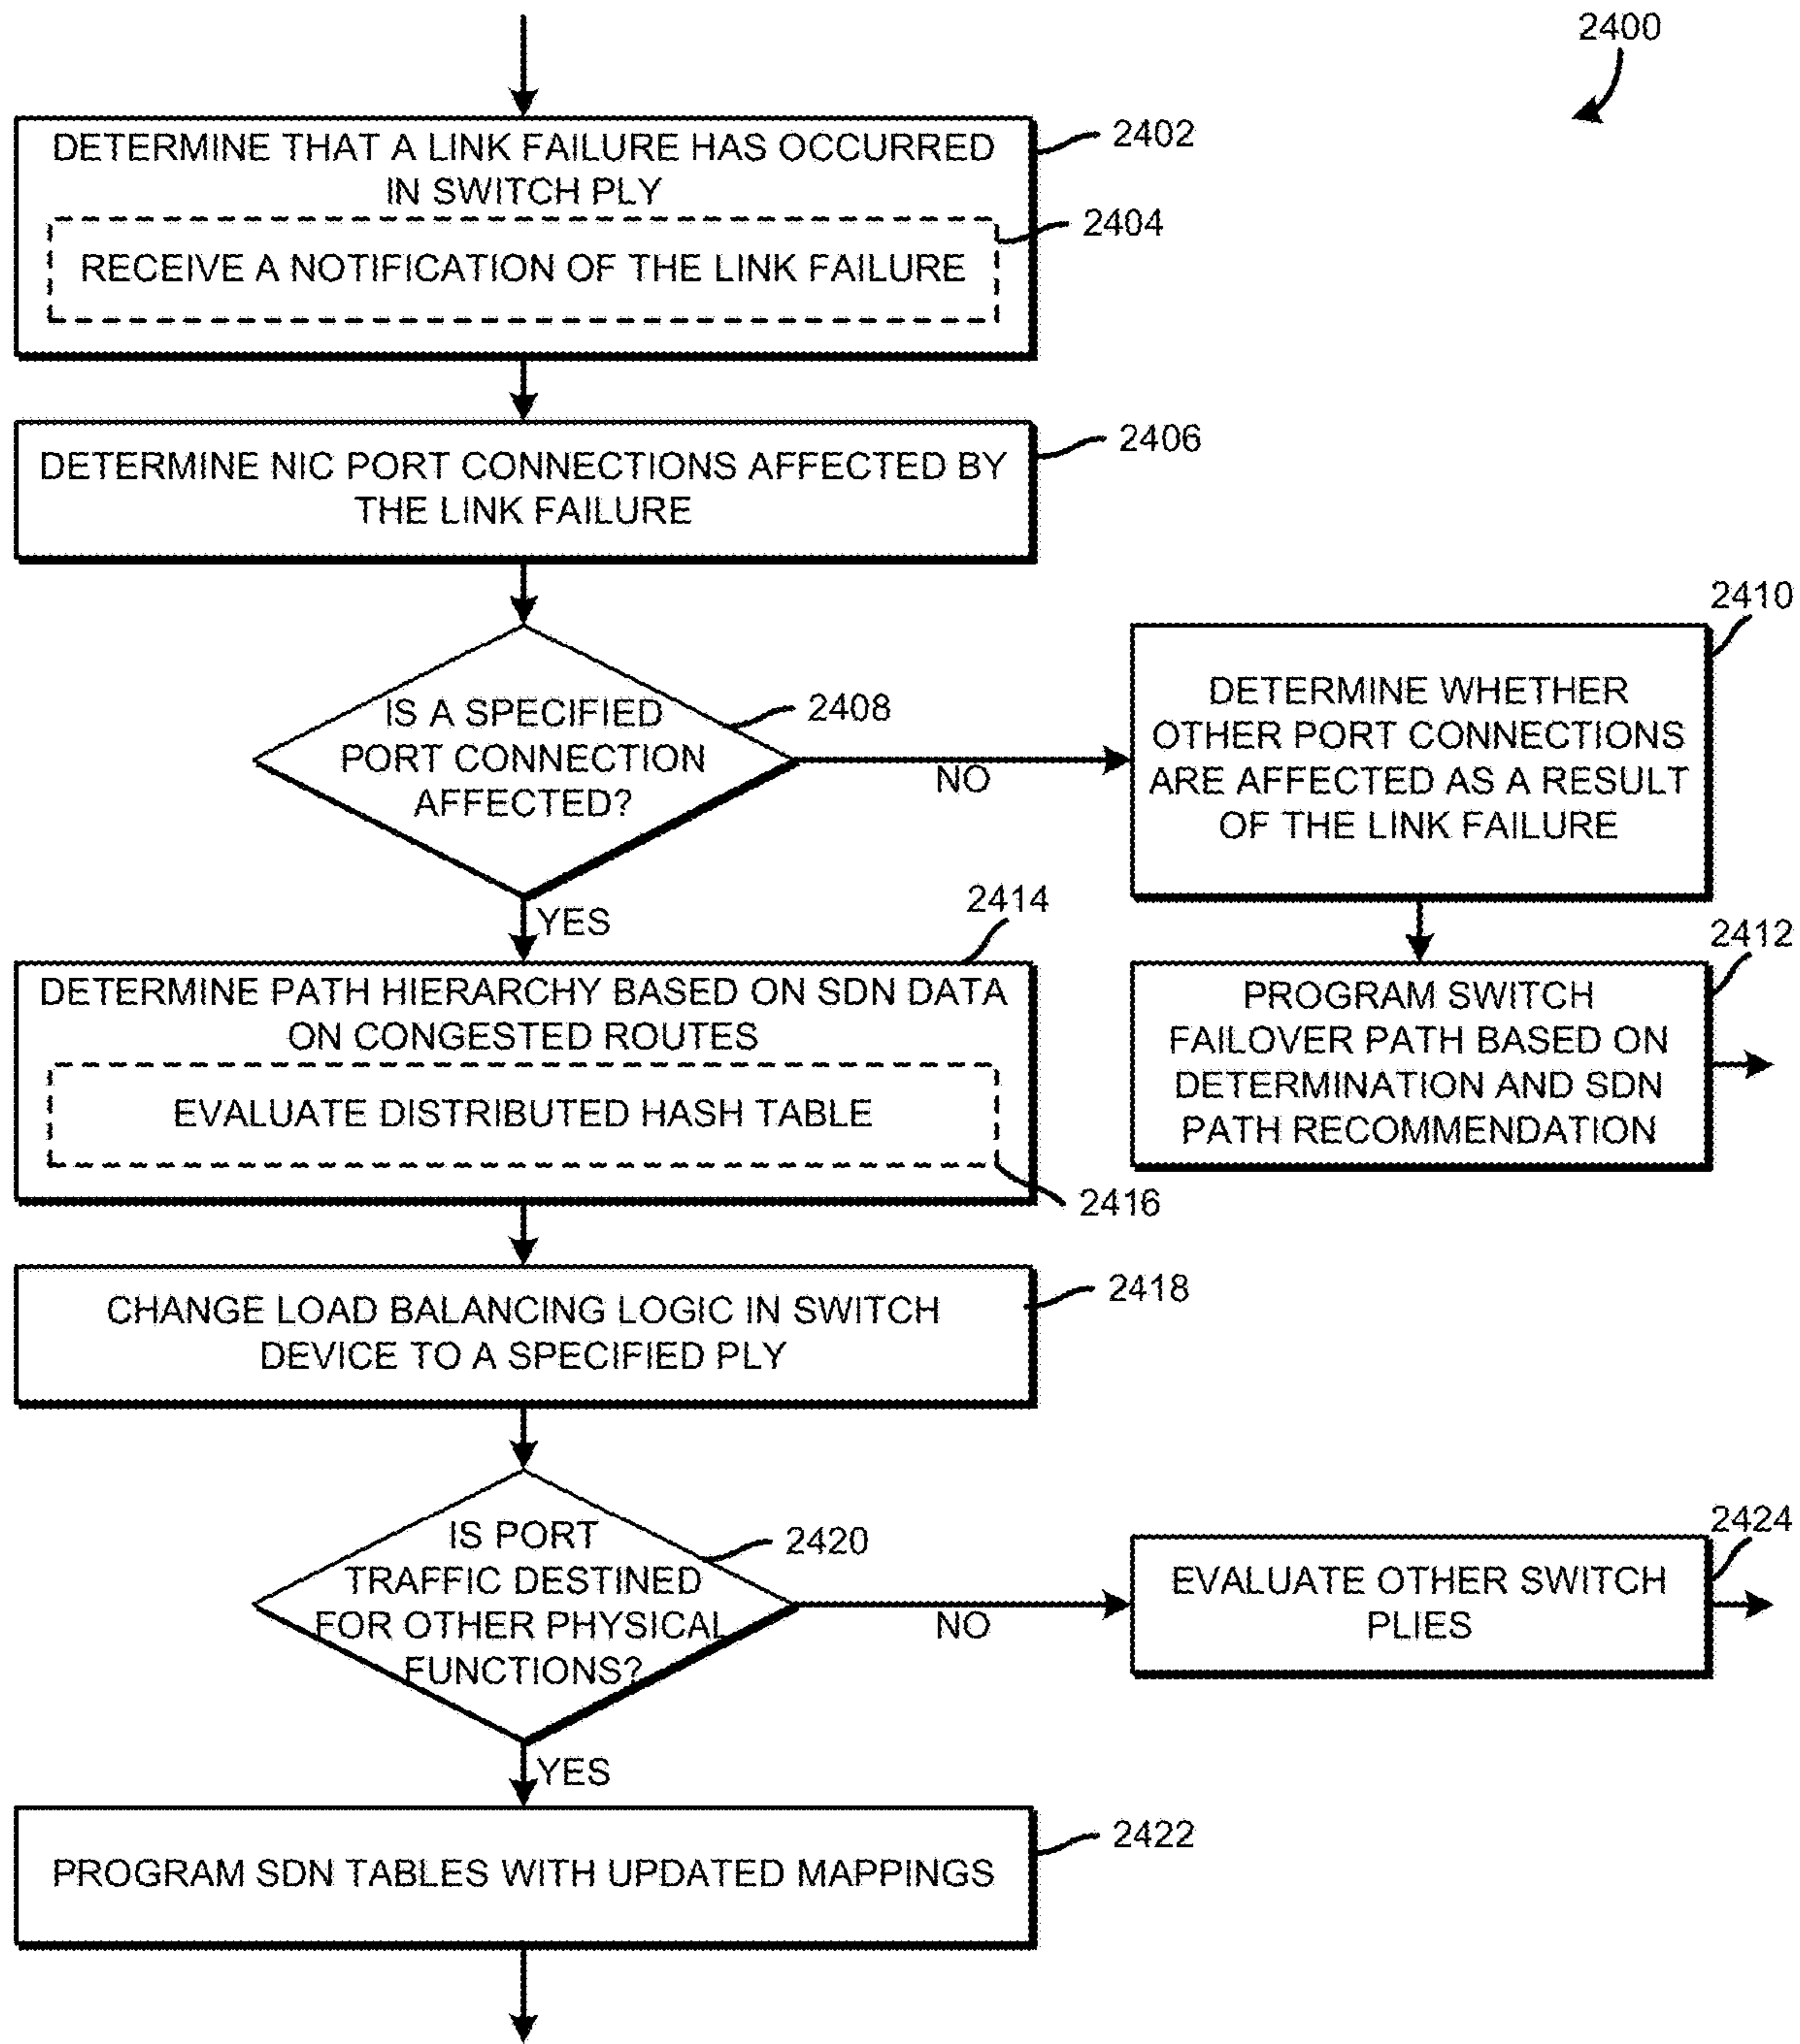 2400
DETERMINE THAT A LINK FAILURE HAS OCCURRED
IN SWITCH PLY
2402
RECEIVE A NOTIFICATION OF THE LINK FAILURE
2404
DETERMINE NIC PORT CONNECTIONS AFFECTED BY
THE LINK FAILURE
2406
IS A SPECIFIED
PORT CONNECTION
AFFECTED?
2408
NO
2410
DETERMINE WHETHER
OTHER PORT CONNECTIONS
ARE AFFECTED AS A RESULT
OF THE LINK FAILURE
2412
PROGRAM SWITCH
FAILOVER PATH BASED ON
DETERMINATION AND SDN
PATH RECOMMENDATION
YES
2414
DETERMINE PATH HIERARCHY BASED ON SDN DATA
ON CONGESTED ROUTES
EVALUATE DISTRIBUTED HASH TABLE
2416
CHANGE LOAD BALANCING LOGIC IN SWITCH
DEVICE TO A SPECIFIED PLY
2418
IS PORT
TRAFFIC DESTINED
FOR OTHER PHYSICAL
FUNCTIONS?
2420
NO
2424
EVALUATE OTHER SWITCH
PLIES
YES
PROGRAM SDN TABLES WITH UPDATED MAPPINGS
2422